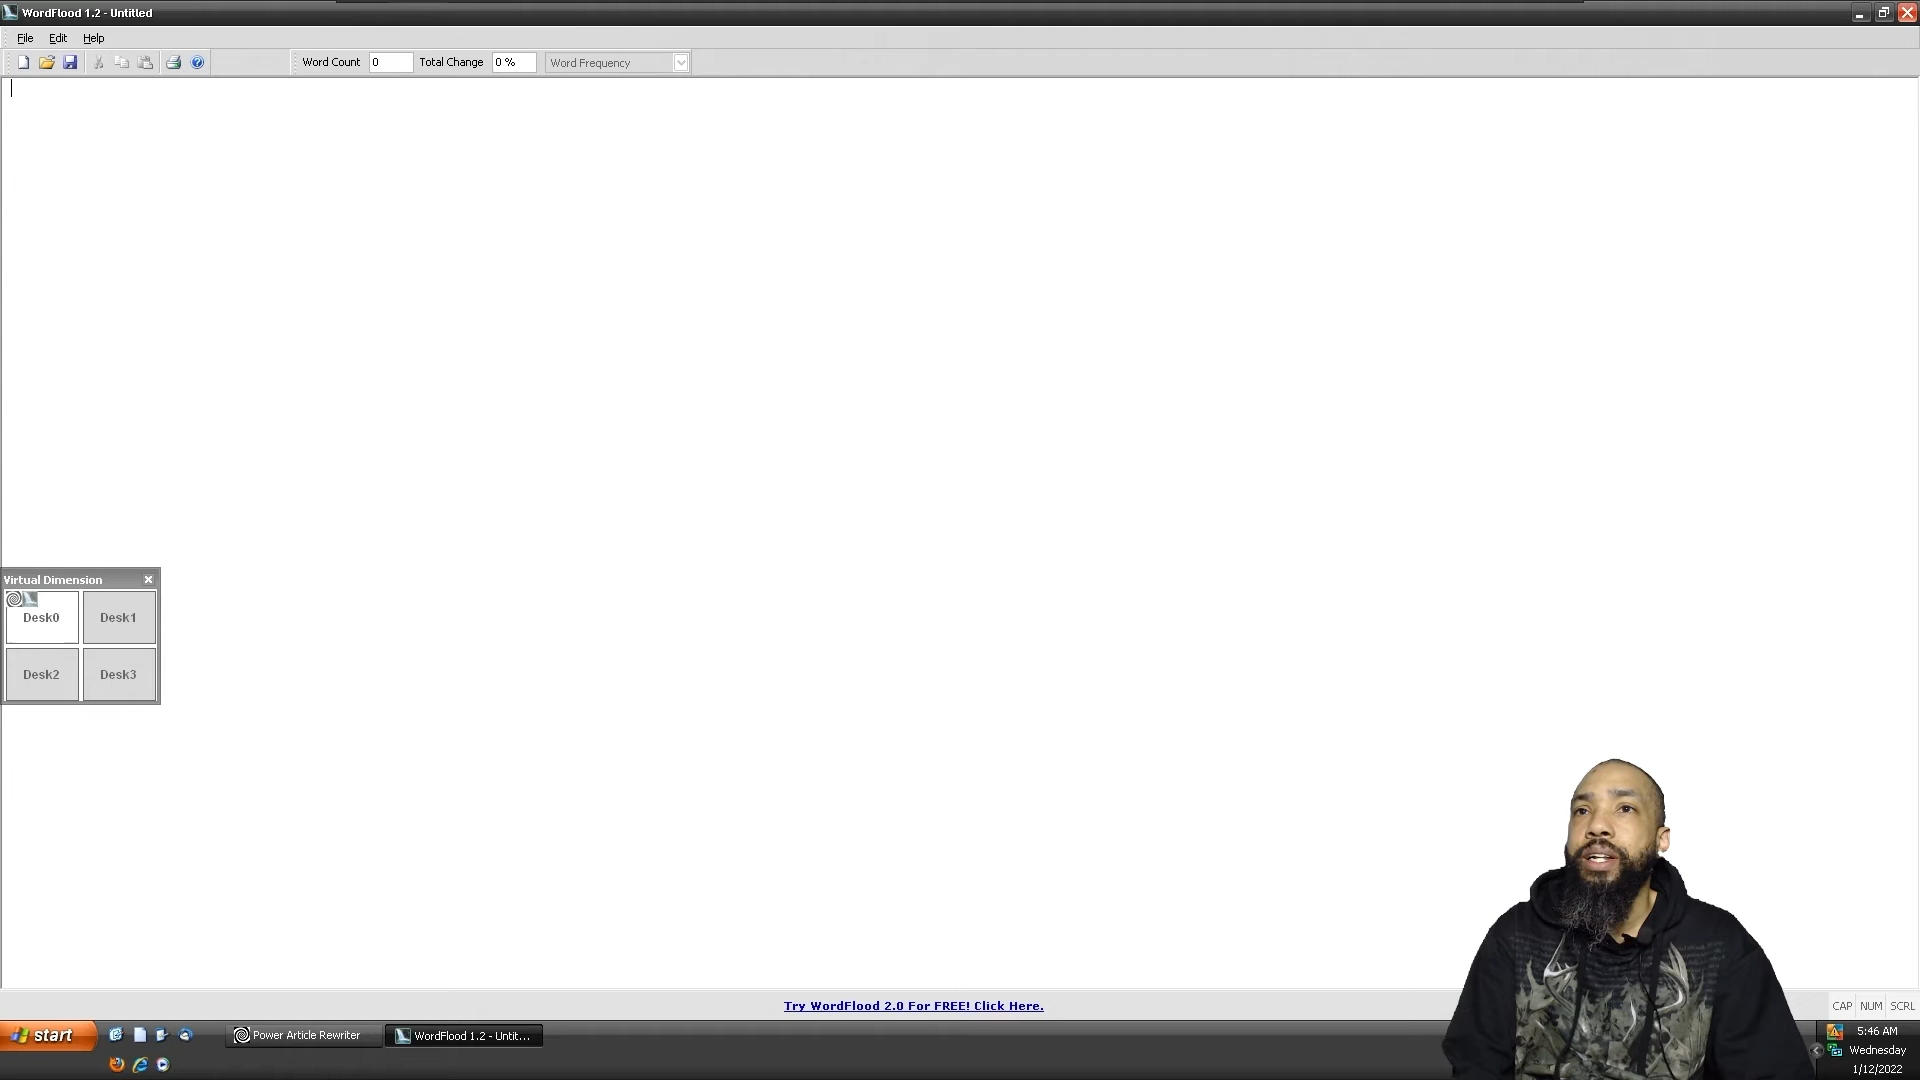 WordFlood 1.2 - Untitled
File Edit Help
Word Count 0 Total Change 0 % Word Frequency
Virtual Dimension
Desk0 Desk1
Desk2 Desk3
Try WordFlood 2.0 For FREE! Click Here.
CAP NUM SCRL
start Power Article Rewriter WordFlood 1.2 - Untit...
5:46 AM
Wednesday
1/12/2022